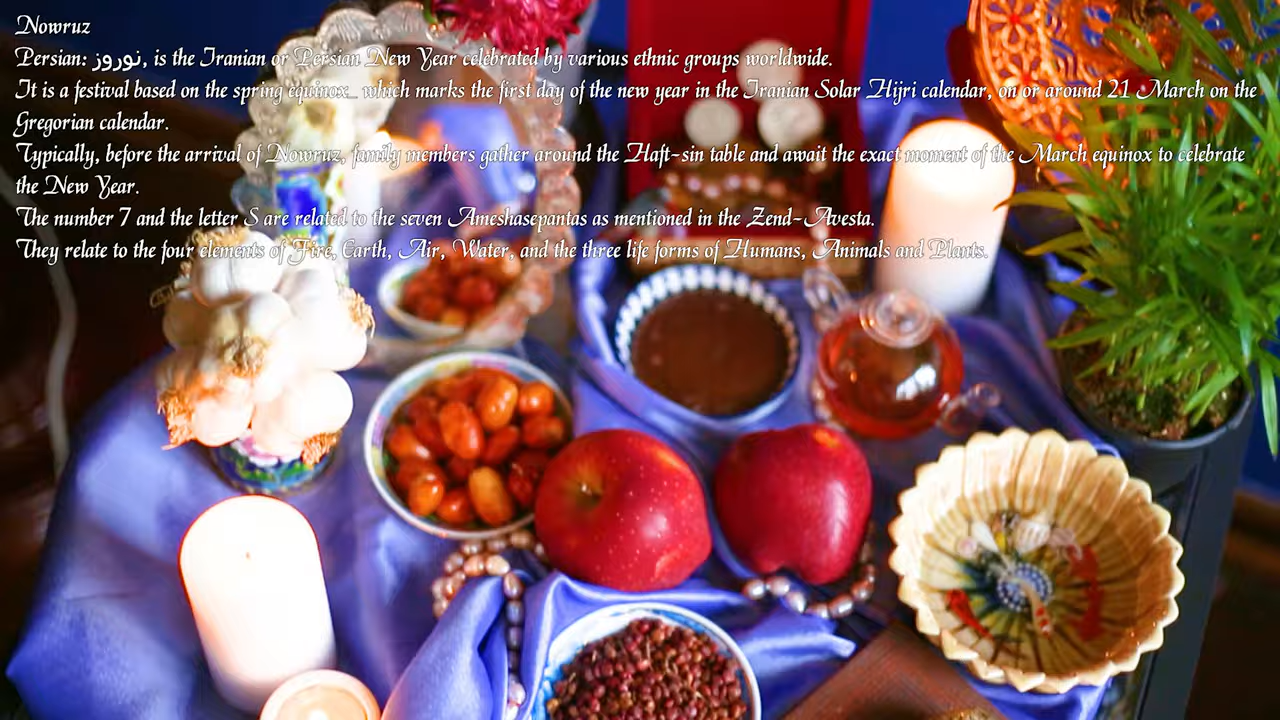 Nowruz
Persian: نوروز, is the Iranian or Persian New Year celebrated by various ethnic groups worldwide.
It is a festival based on the spring equinox_ which marks the first day of the new year in the Iranian Solar Hijri calendar, on or around 21 March on the
Gregorian calendar.
Typically, before the arrival of Nowruz, family members gather around the Haft-sin table and await the exact moment of the March equinox to celebrate
the New Year.
The number 7 and the letter S are related to the seven Ameshasepantas as mentioned in the Zend-Avesta.
They relate to the four elements of Fire, Earth, Air, Water, and the three life forms of Humans, Animals and Plants.